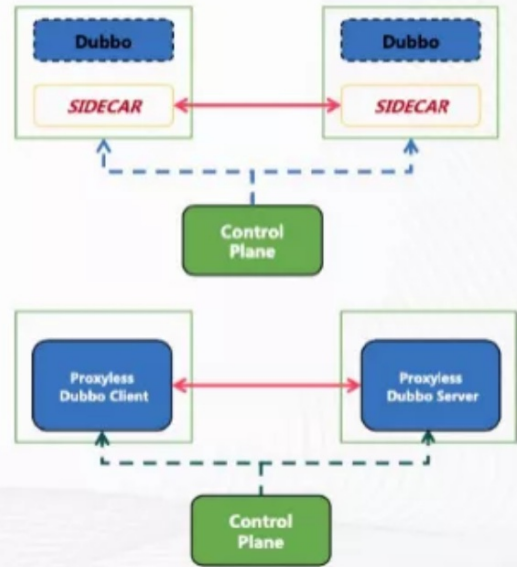 Dubbo
Dubbo
SIDECAR
SIDECAR
Control
Plane
Proxyless
Dubbo Client
Proxyless
Dubbo Server
Control
Plane